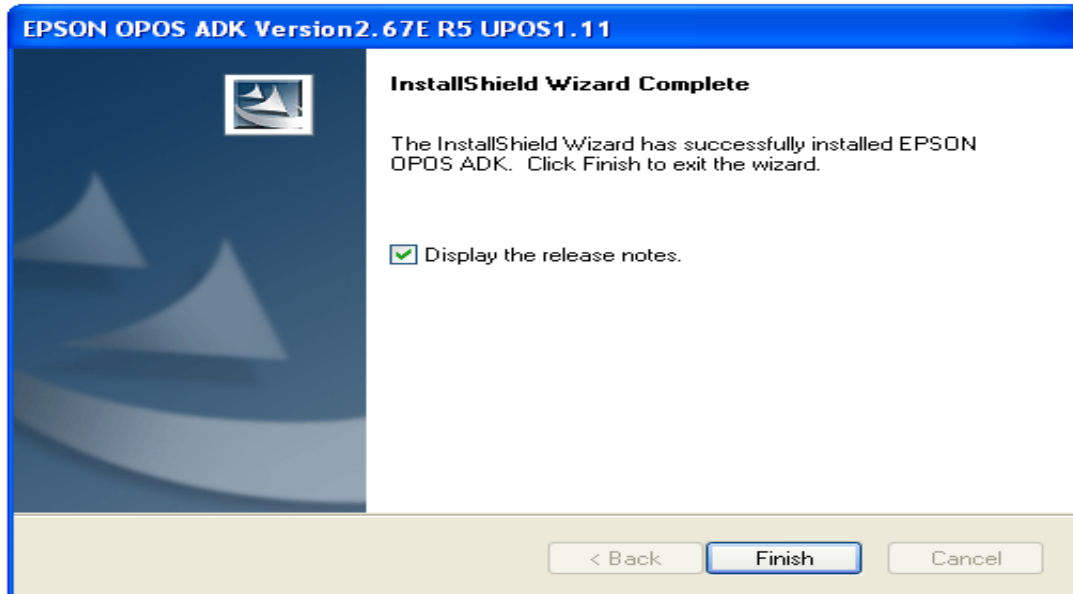 EPSON OPOS ADK Version2.67E R5 UPOS1.11
InstallShield Wizard Complete
The InstallShield Wizard has successfully installed EPSON
OPOS ADK. Click Finish to exit the wizard.
Display the release notes.
< Back
Finish
Cancel